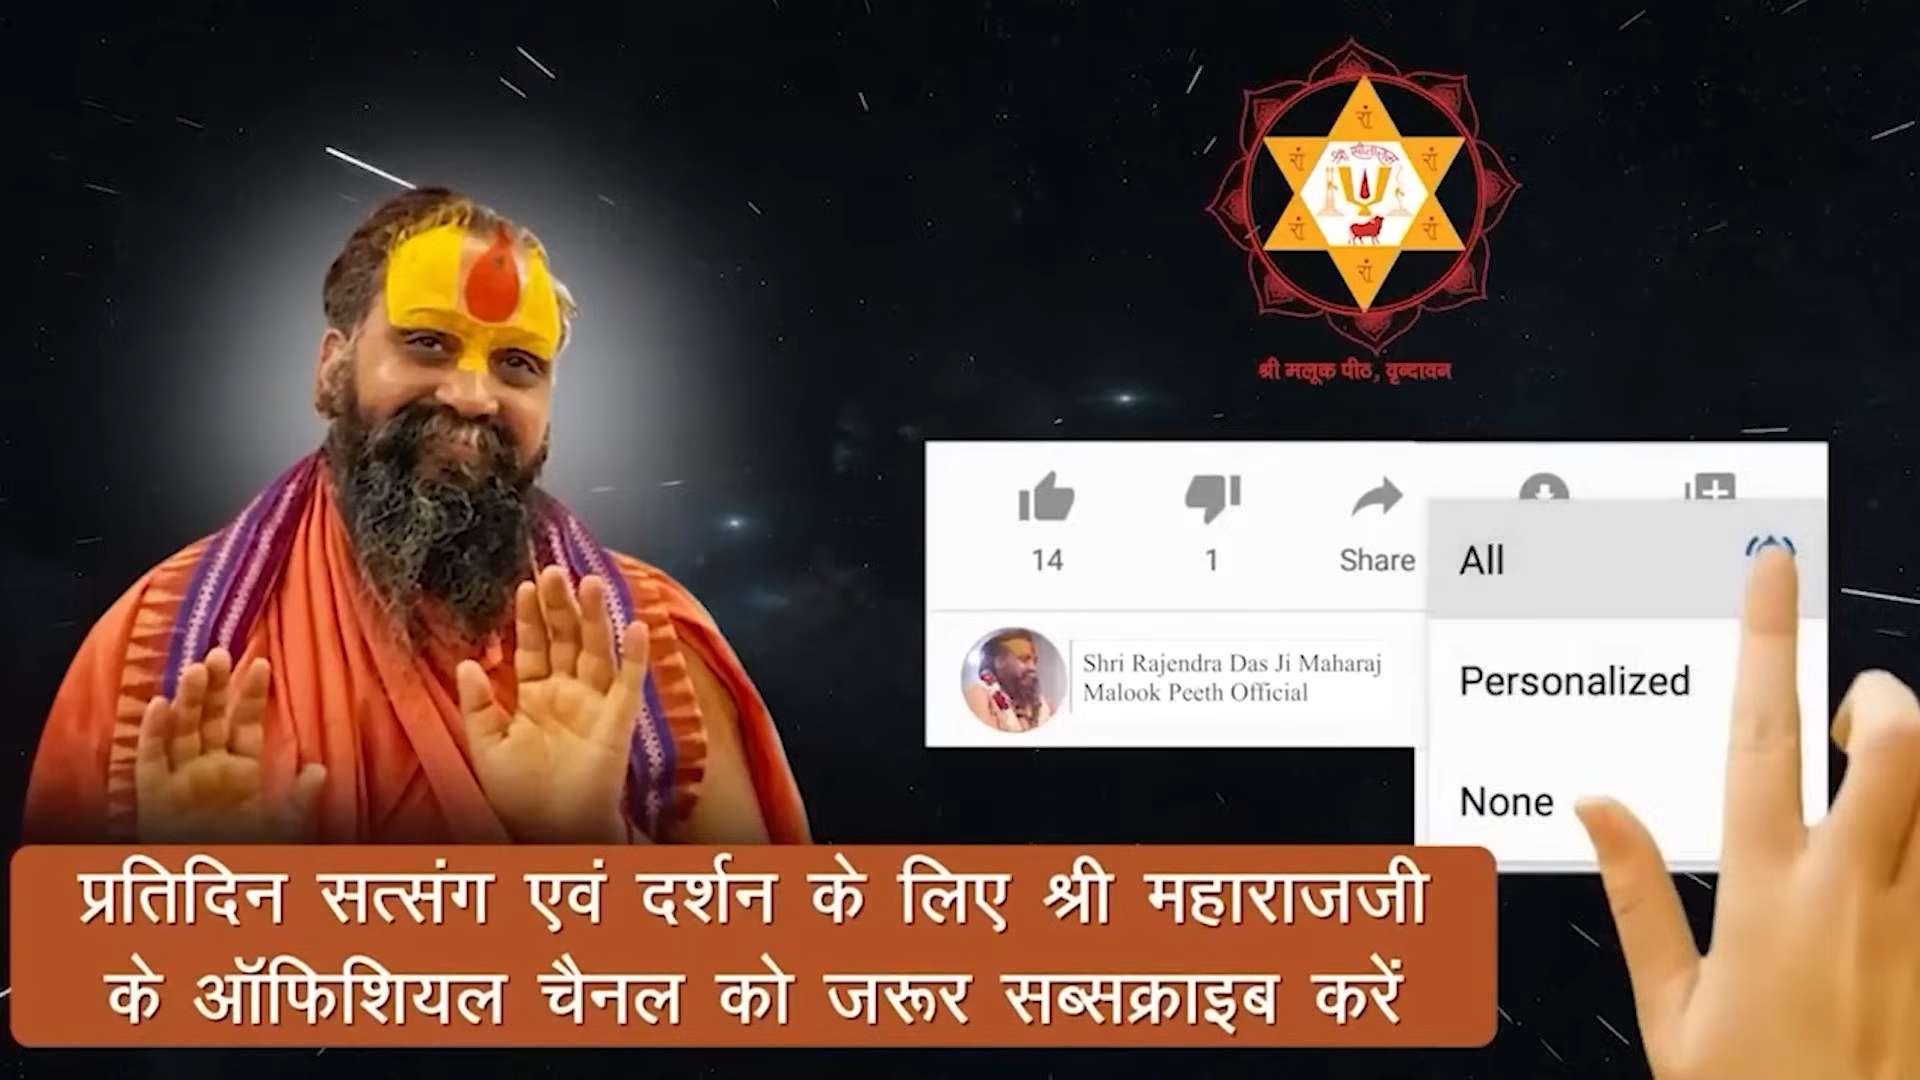 रां
रां
रां
श्री सीताराम
रां
रां
रां
श्री मलूक पीठ, वृन्दावन
14
1
Share
All
Personalized
None
Shri Rajendra Das Ji Maharaj
Malook Peeth Official
प्रतिदिन सत्संग एवं दर्शन के लिए श्री महाराजजी
के ऑफिशियल चैनल को जरूर सब्सक्राइब करें